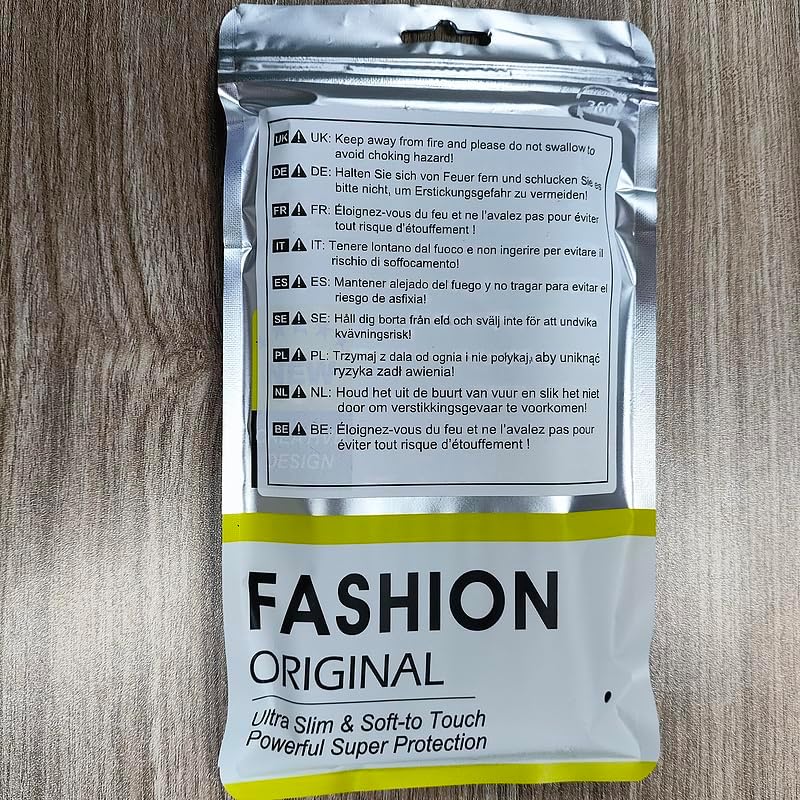 360
UK UK: Keep away from fire and please do not swallow to
avoid choking hazard!
DE DE: Halten Sie sich von Feuer fern und schlucken Sie es
bitte nicht, um Erstickungsgefahr zu vermeiden!
FR FR: Éloignez-vous du feu et ne l'avalez pas pour éviter
tout risque d'étouffement !
IT IT: Tenere lontano dal fuoco e non ingerire per evitare il
rischio di soffocamento!
ES ES: Mantener alejado del fuego y no tragar para evitar el
riesgo de asfixia!
SE SE: Håll dig borta från eld och svälj inte för att undvika
kvävningsrisk!
PL PL: Trzymaj z dala od ognia i nie połykaj, aby uniknąć
ryzyka zadł awienia!
NL NL: Houd het uit de buurt van vuur en slik het niet
door om verstikkingsgevaar te voorkomen!
BE BE: Éloignez-vous du feu et ne l'avalez pas pour
éviter tout risque d'étouffement !
NEW
DESIGN
FASHION
ORIGINAL
Ultra Slim & Soft-to Touch
Powerful Super Protection